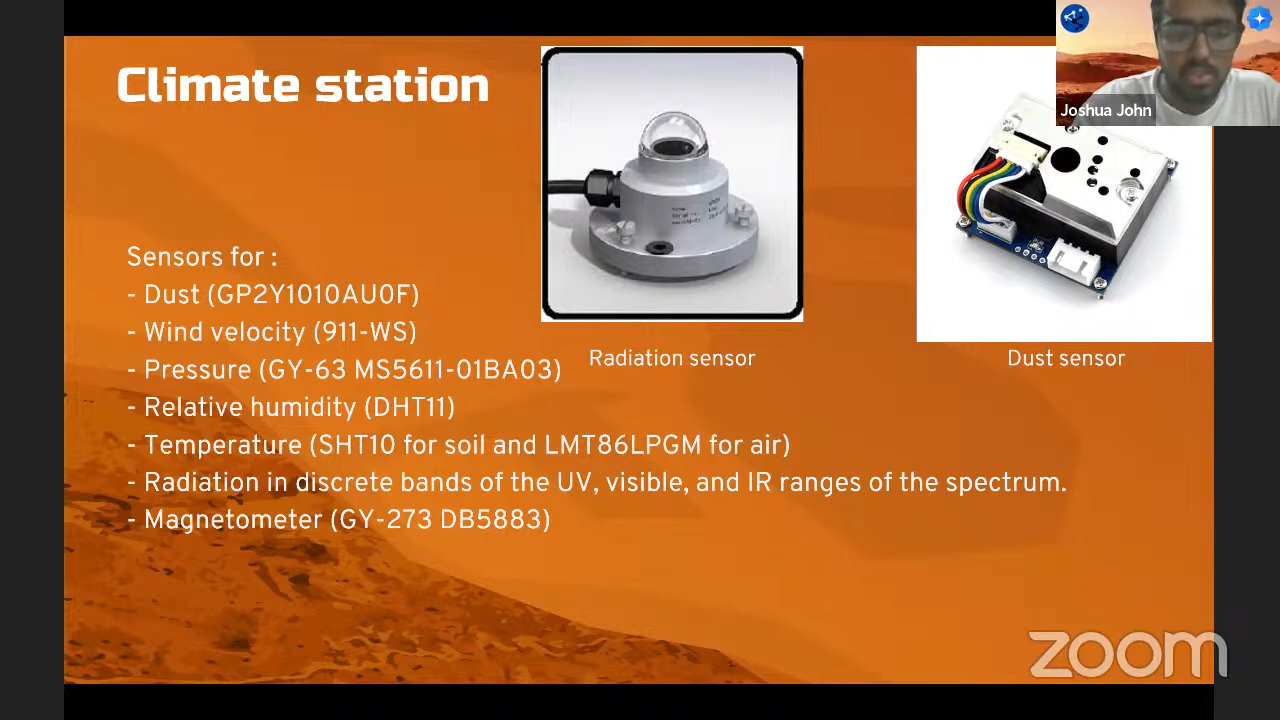 Climate station
Joshua John
Sensors for :
- Dust (GP2Y1010AU0F)
- Wind velocity (911-WS)
- Pressure (GY-63 MS5611-01BA03)
- Relative humidity (DHT11)
- Temperature (SHT10 for soil and LMT86LPGM for air)
- Radiation in discrete bands of the UV, visible, and IR ranges of the spectrum.
- Magnetometer (GY-273 DB5883)
Radiation sensor
Dust sensor
zoom